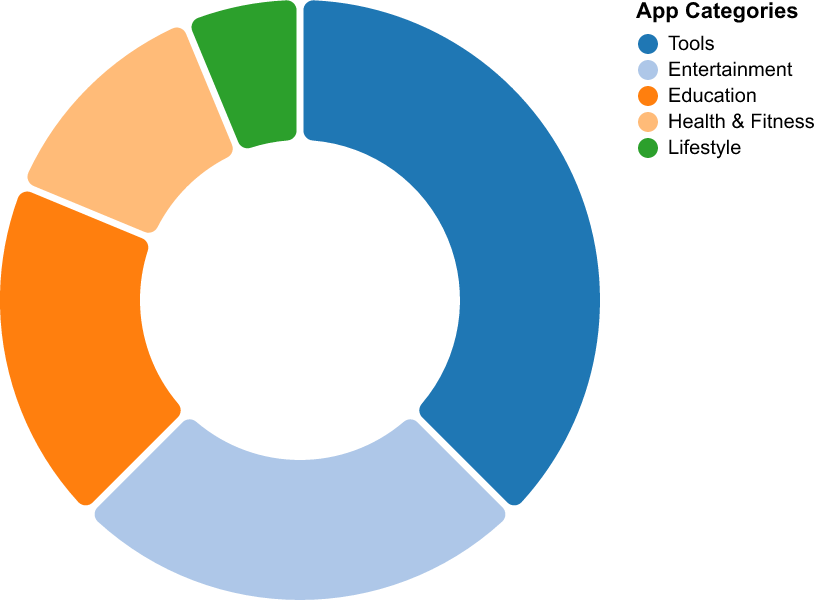 App Categories
Tools
Entertainment
Education
Health & Fitness
Lifestyle